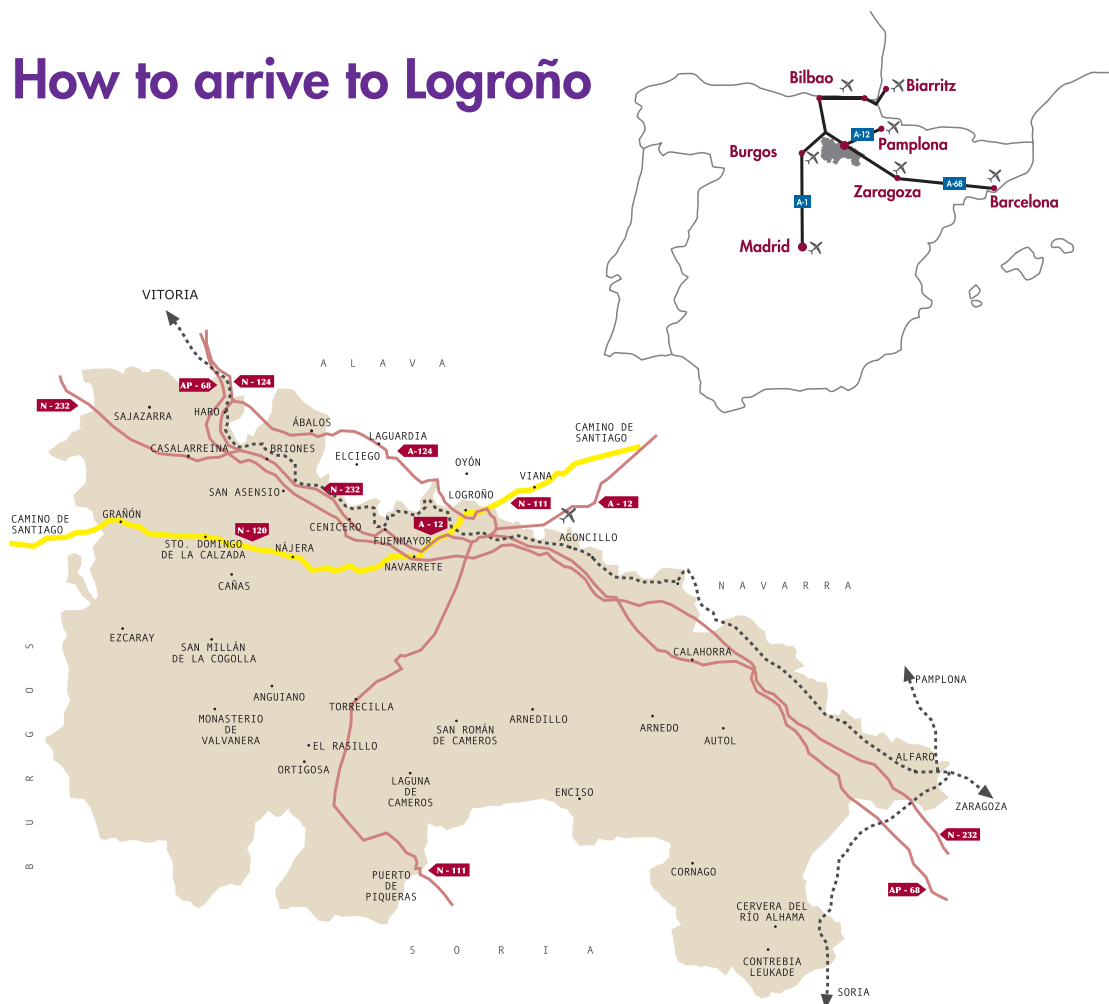 How to arrive to Logroño
Bilbao
Biarritz
A-12
Pamplona
Burgos
Zaragoza
A-68
Barcelona
A-1
Madrid
VITORIA
A L A V A
AP - 68
N - 124
N - 232
SAJAZARRA
HARO
ÁBALOS
LAGUARDIA
A-124
CAMINO DE
SANTIAGO
CASALARREINA
BRIONES
ELCIEGO
OYÓN
VIANA
SAN ASENSIO
N - 232
LOGROÑO
N - 111
A - 12
GRAÑÓN
CAMINO DE
SANTIAGO
N - 120
CENICERO
A - 12
FUENMAYOR
AGONCILLO
STO. DOMINGO
DE LA CALZADA
NÁJERA
NAVARRETE
CAÑAS
N A V A R R A
EZCARAY
SAN MILLÁN
DE LA COGOLLA
CALAHORRA
B U R G O S
ANGUIANO
TORRECILLA
PAMPLONA
MONASTERIO
DE
VALVANERA
SAN ROMÁN
DE CAMEROS
ARNEDILLO
ARNEDO
AUTOL
EL RASILLO
ORTIGOSA
ALFARO
LAGUNA
DE
CAMEROS
ENCISO
ZARAGOZA
N - 232
PUERTO
DE
PIQUERAS
N - 111
CORNAGO
AP - 68
CERVERA DEL
RÍO ALHAMA
S O R I A
CONTREBIA
LEUKADE
SORIA